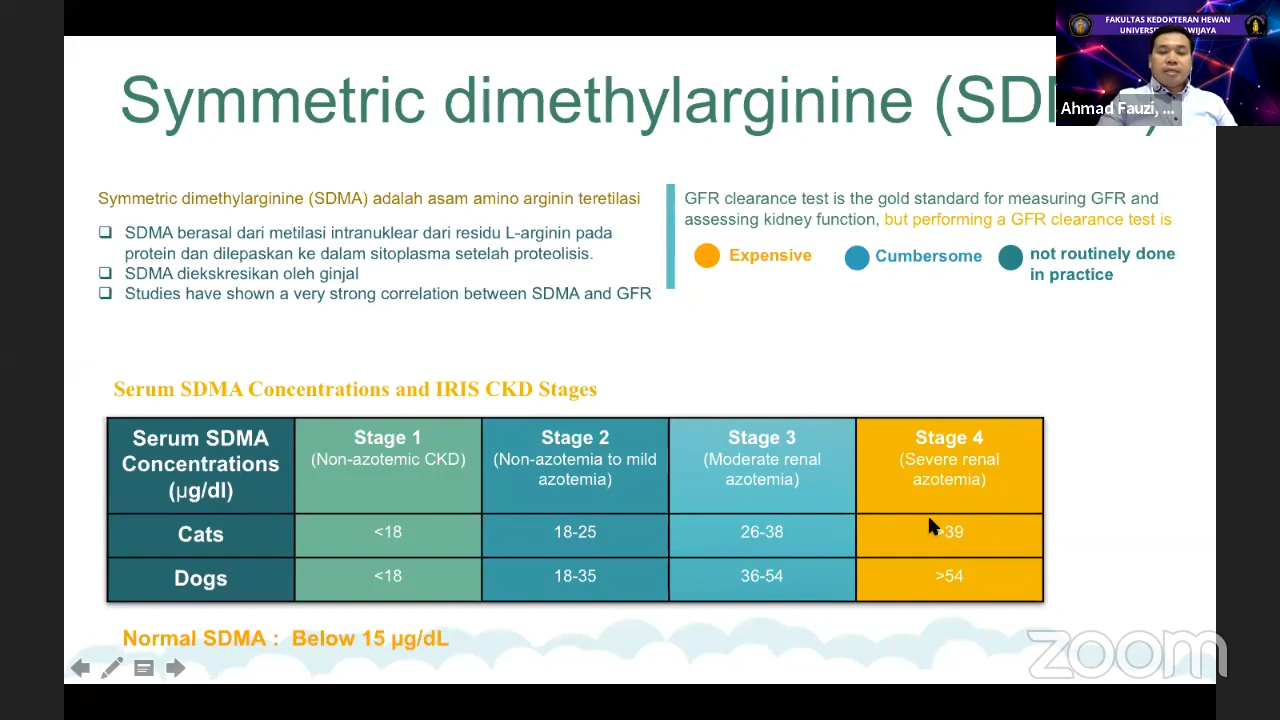 FAKULTAS KEDOKTERAN HEWAN
Ahmad Fauzi, ...
Symmetric dimethylarginine
Symmetric dimethylarginine (SDMA) adalah asam amino arginin teretilasi
❑ SDMA berasal dari metilasi intranuklear dari residu L-arginin pada
protein dan dilepaskan ke dalam sitoplasma setelah proteolisis.
❑ SDMA diekskresikan oleh ginjal
❑ Studies have shown a very strong correlation between SDMA and GFR
GFR clearance test is the gold standard for measuring GFR and
assessing kidney function, but performing a GFR clearance test is
Expensive
Cumbersome
not routinely done
in practice
Serum SDMA Concentrations and IRIS CKD Stages
Serum SDMA
Concentrations
(µg/dl)
Stage 1
(Non-azotemic CKD)
Stage 2
(Non-azotemia to mild
azotemia)
Stage 3
(Moderate renal
azotemia)
Stage 4
(Severe renal
azotemia)
Cats <18 18-25 26-38 >39
Dogs <18 18-35 36-54 >54
Normal SDMA : Below 15 µg/dL
zoom